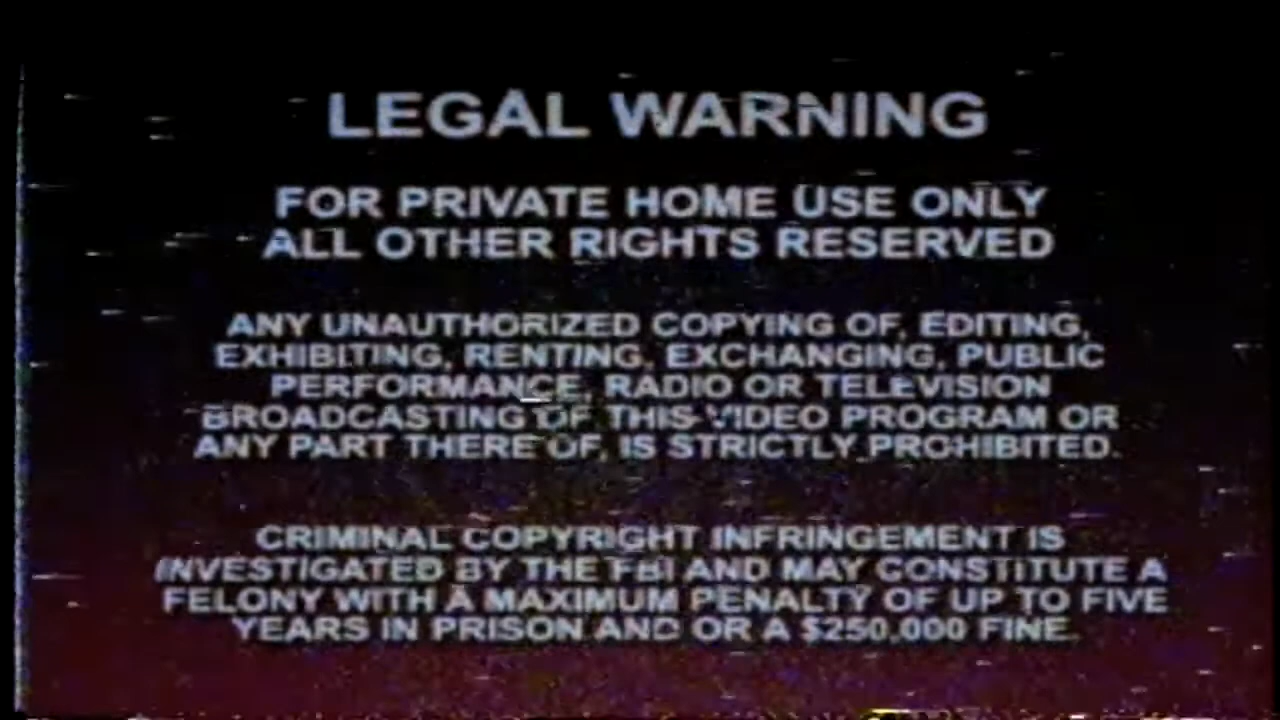 LEGAL WARNING
FOR PRIVATE HOME USE ONLY
ALL OTHER RIGHTS RESERVED
ANY UNAUTHORIZED COPYING OF, EDITING,
EXHIBITING, RENTING, EXCHANGING, PUBLIC
PERFORMANCE, RADIO OR TELEVISION
BROADCASTING OF THIS VIDEO PROGRAM OR
ANY PART THERE OF, IS STRICTLY PROHIBITED.
CRIMINAL COPYRIGHT INFRINGEMENT IS
INVESTIGATED BY THE FBI AND MAY CONSTITUTE A
FELONY WITH A MAXIMUM PENALTY OF UP TO FIVE
YEARS IN PRISON AND OR A $250,000 FINE.